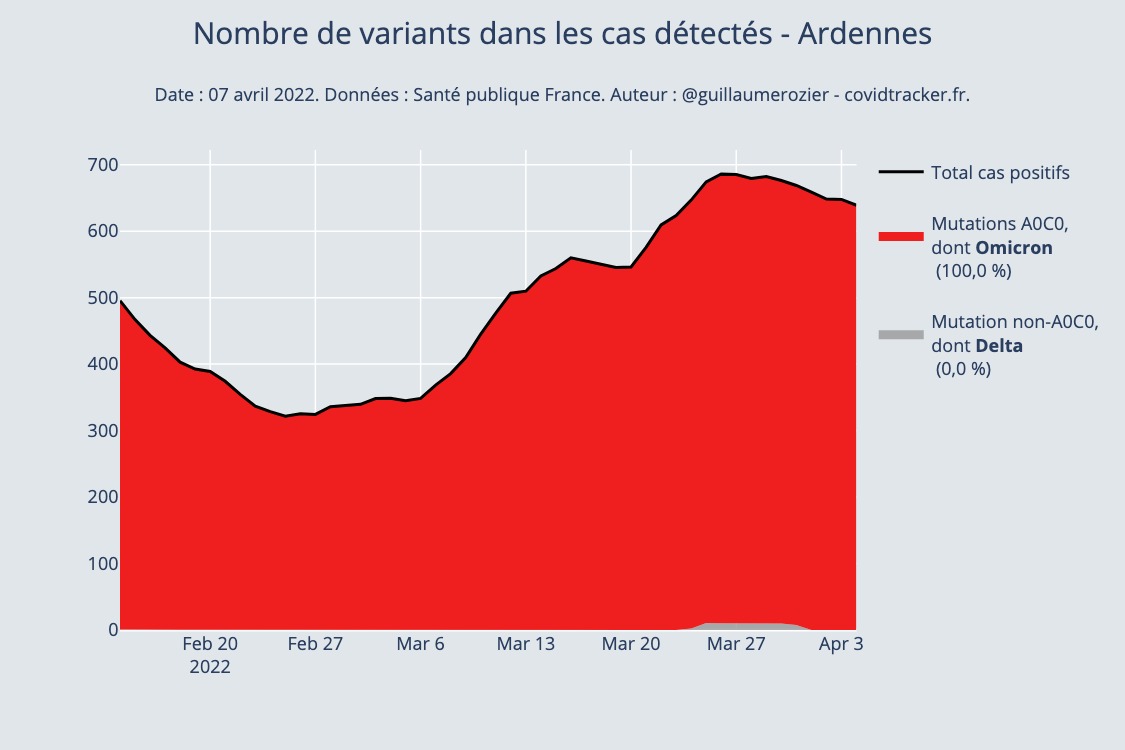 Nombre de variants dans les cas détectés - Ardennes
Date : 07 avril 2022. Données : Santé publique France. Auteur : @guillaumerozier - covidtracker.fr.
700
600
500
400
300
200
100
0
Feb 20
2022
Feb 27
Mar 6
Mar 13
Mar 20
Mar 27
Apr 3
Total cas positifs
Mutations A0C0,
dont Omicron
(100,0 %)
Mutation non-A0C0,
dont Delta
(0,0 %)